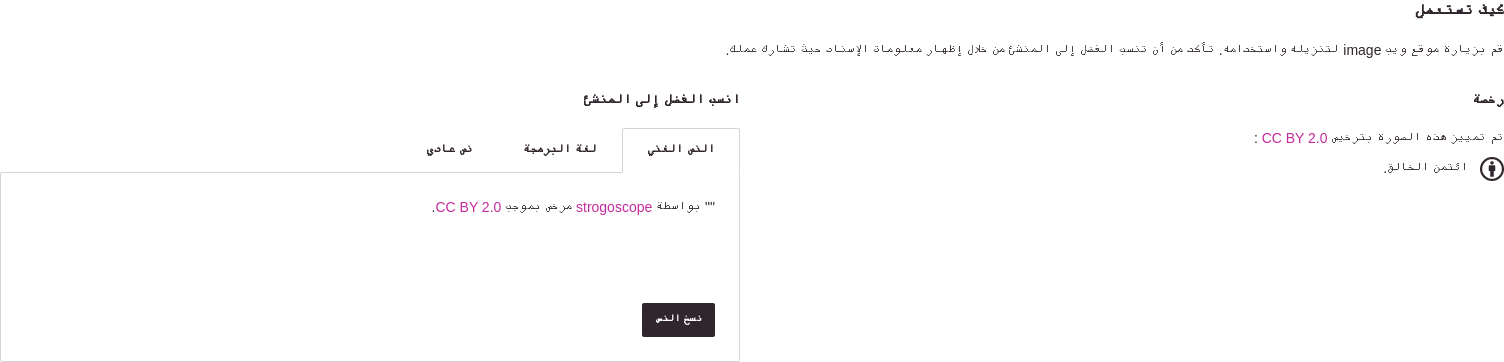 كيف تستعمل
قم بزيارة موقع ويب image لتنزيله واستخدامه. تأكد من أن تنسب الفضل إلى المنشئ من خلال إظهار معلومات الإسناد حيث تشارك عملك.
رخصة
تم تمييز هذه الصورة بترخيص CC BY 2.0 :
ائتمن الخالق.
انسب الفضل إلى المنشئ
النص الغني
لغة البرمجة
نص عادي
"" بواسطة strogoscope مرخص بموجب CC BY 2.0.
نسخ النص